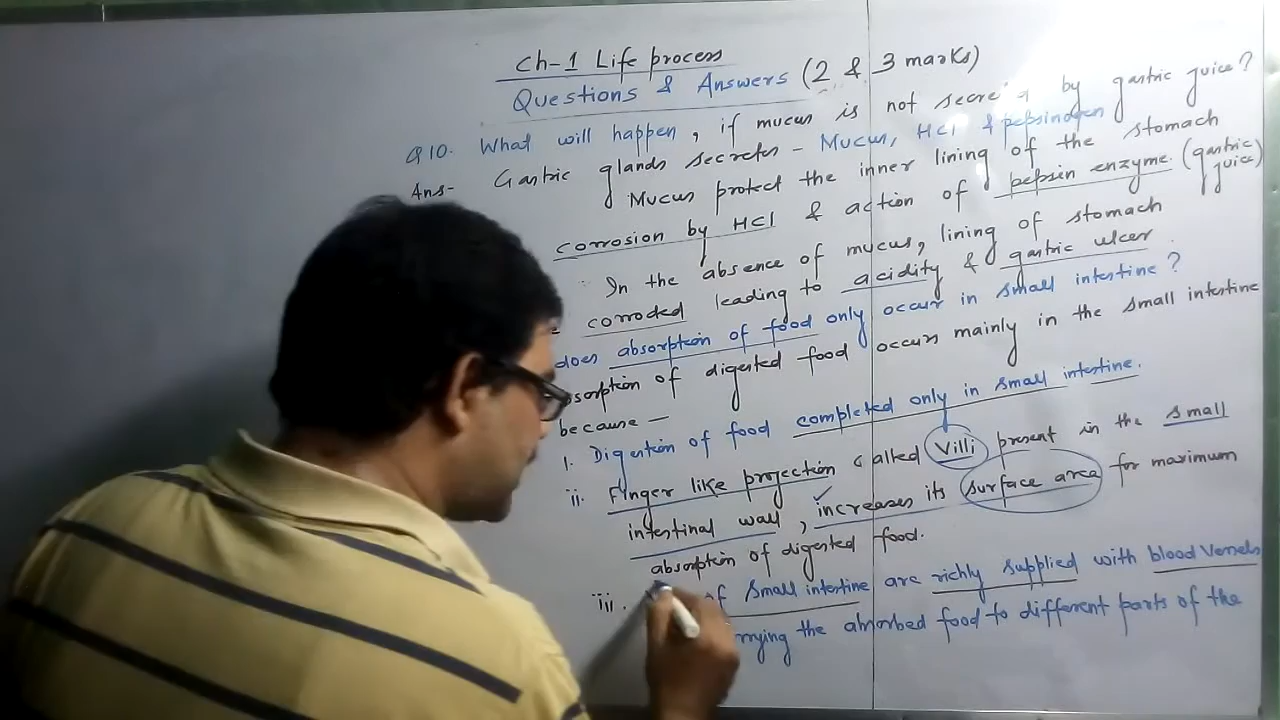 Ch-1 Life process
Questions & Answers (2 & 3 marks)
Q10. What will happen, if mucus is not by gastric juice?
Ans- Gastric glands secretes - Mucus, HCl & pepsinogen
Mucus protect the inner lining of the stomach
corrosion by HCl & action of pepsin enzyme. (gastric juice)
∵ In the absence of mucus, lining of stomach
corroded leading to acidity & gastric ulcer
does absorption of food only occur in small intestine?
of digested food occurs mainly in the small intestine
because —
1. Digestion of food completed only in small intestine.
ii. Finger like projection called Villi present in the small
intestinal wall, increases its surface area for maximum
absorption of digested food.
iii. of small intestine are richly supplied with blood vessels
the absorbed food to different parts of the